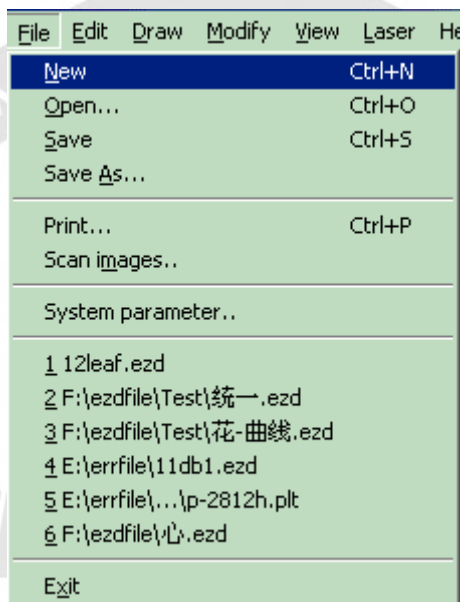 File Edit Draw Modify View Laser He
New Ctrl+N
Open... Ctrl+O
Save Ctrl+S
Save As...
Print... Ctrl+P
Scan images..
System parameter..
1 12leaf.ezd
2 F:\ezdfile\Test\统一.ezd
3 F:\ezdfile\Test\花-曲线.ezd
4 E:\errfile\11db1.ezd
5 E:\errfile\...\p-2812h.plt
6 F:\ezdfile\心.ezd
Exit